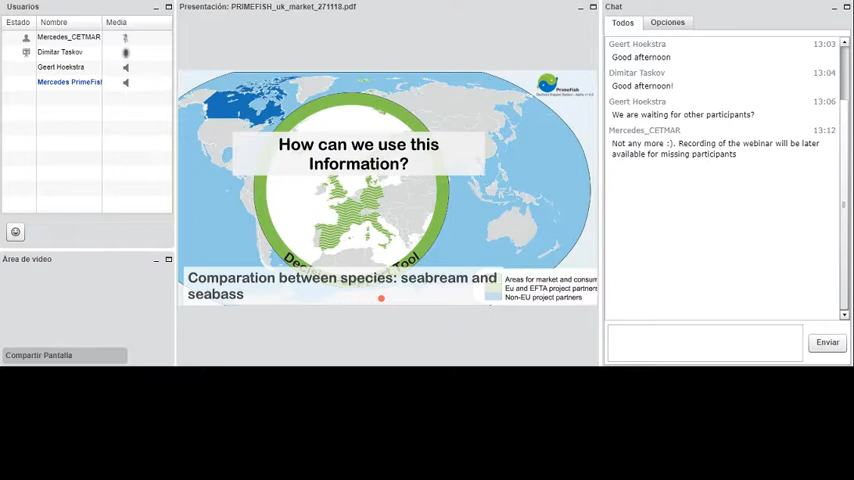 Usuarios
Estado Nombre Media
Mercedes_CETMAR
Dimitar Taskov
Geert Hoekstra
Mercedes PrimeFisl
Área de video
Compartir Pantalla
Presentación: PRIMEFISH_uk_market_271118.pdf
PrimeFish
How can we use this
Information?
Tool
Comparation between species: seabream and
seabass
Areas for market and consum
Eu and EFTA project partners
Non-EU project partners
Chat
Todos Opciones
Geert Hoekstra 13:03
Good afternoon
Dimitar Taskov 13:04
Good afternoon!
Geert Hoekstra 13:06
We are waiting for other participants?
Mercedes_CETMAR 13:12
Not any more :). Recording of the webinar will be later
available for missing participants
Enviar